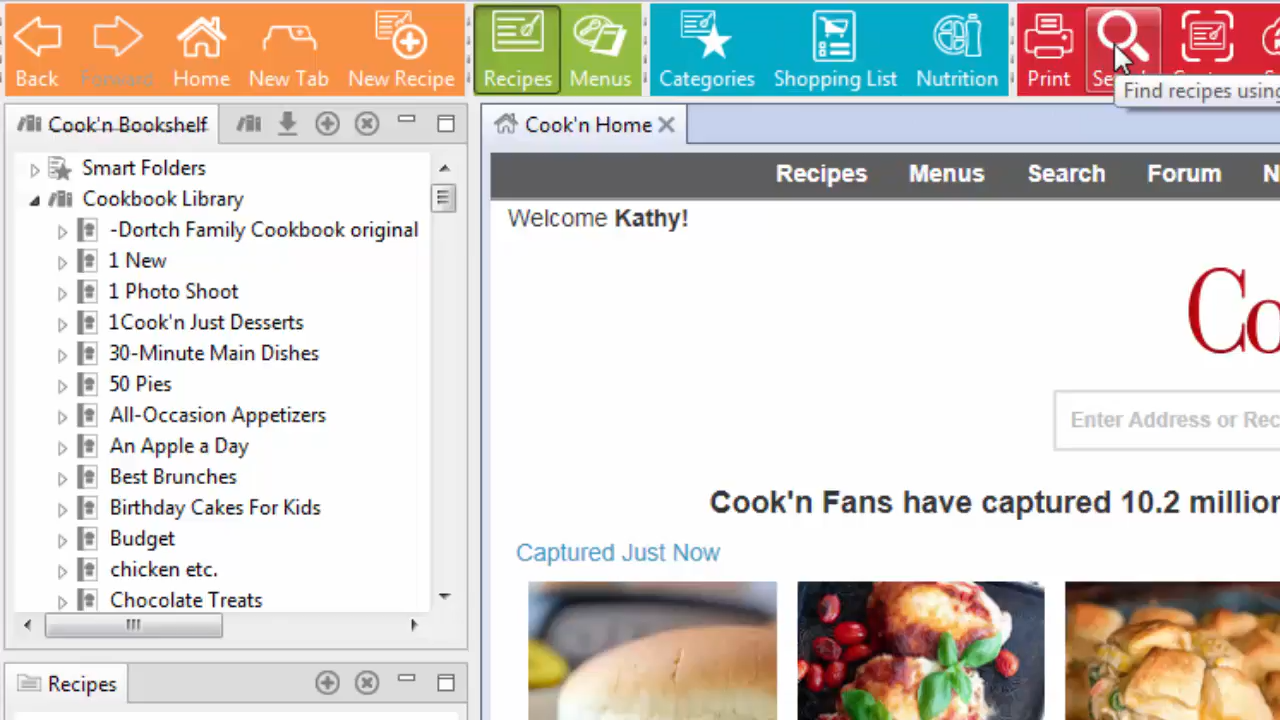 Back Forward Home New Tab New Recipe Recipes Menus Categories Shopping List Nutrition Print
Find recipes using
Cook'n Bookshelf
Cook'n Home
Smart Folders
Cookbook Library
-Dortch Family Cookbook original
1 New
1 Photo Shoot
1Cook'n Just Desserts
30-Minute Main Dishes
50 Pies
All-Occasion Appetizers
An Apple a Day
Best Brunches
Birthday Cakes For Kids
Budget
chicken etc.
Chocolate Treats
Recipes
Recipes Menus Search Forum
Welcome Kathy!
Co
Enter Address or Rec
Cook'n Fans have captured 10.2 million
Captured Just Now